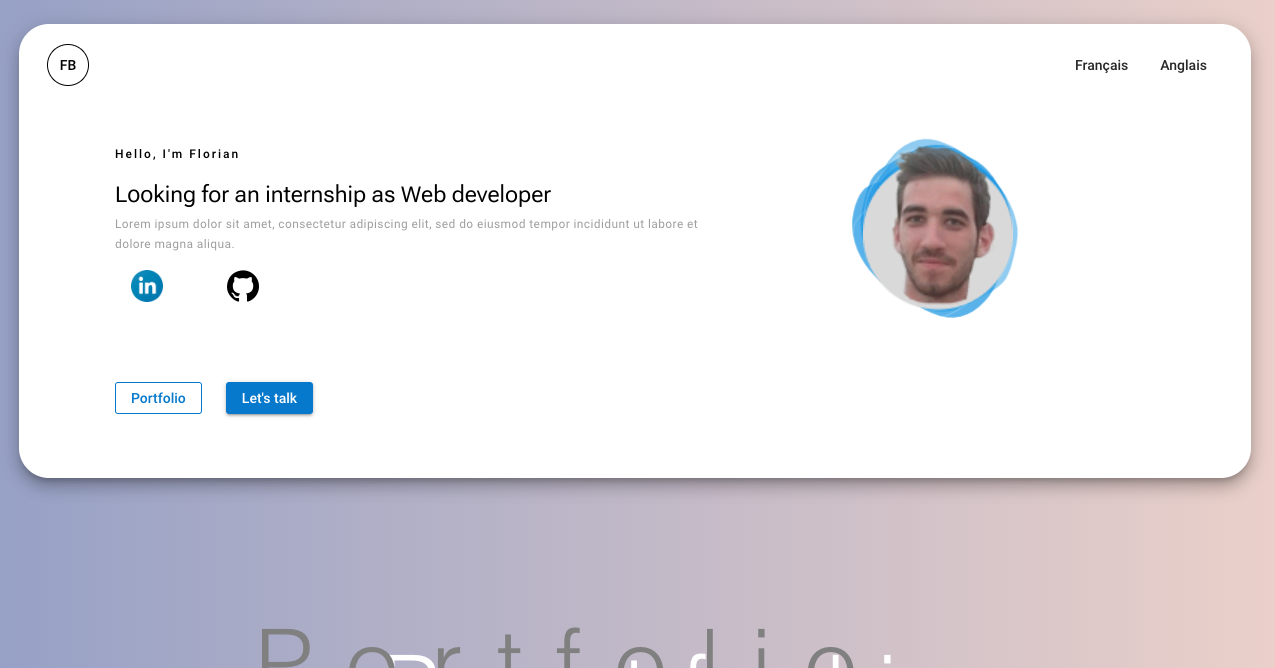 FB
Français Anglais
Hello, I'm Florian
Looking for an internship as Web developer
Lorem ipsum dolor sit amet, consectetur adipiscing elit, sed do eiusmod tempor incididunt ut labore et
dolore magna aliqua.
in
Portfolio Let's talk
Portfolio